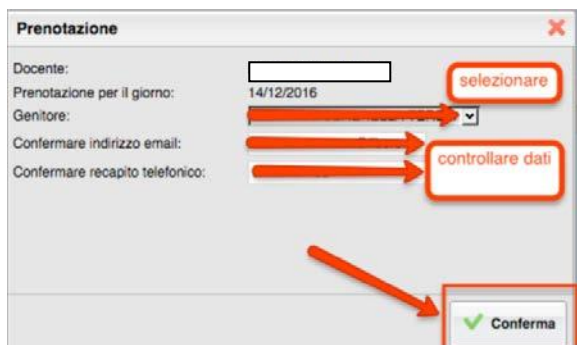 Prenotazione
Docente:
selezionare
Prenotazione per il giorno: 14/12/2016
Genitore:
Confermare indirizzo email:
controllare dati
Confermare recapito telefonico:
Conferma